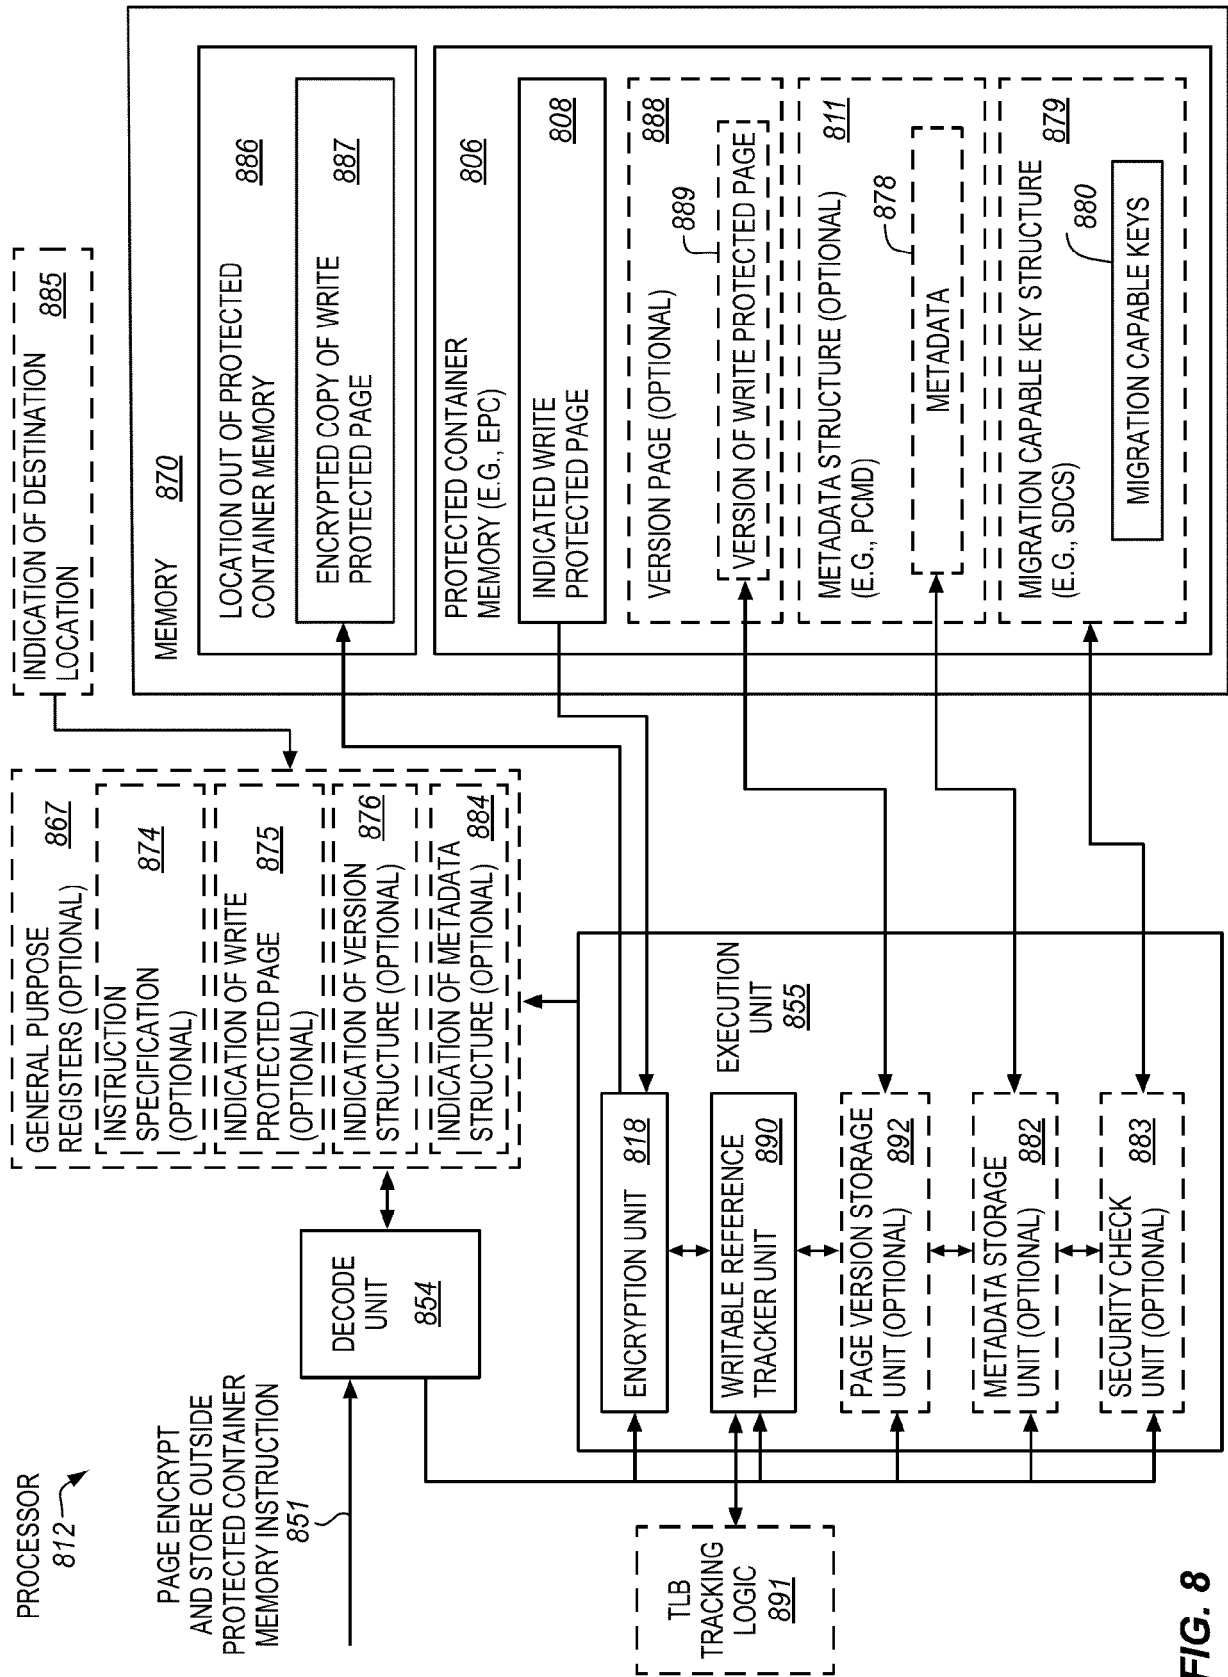 PROCESSOR
812
PAGE ENCRYPT
AND STORE OUTSIDE
PROTECTED CONTAINER
MEMORY INSTRUCTION
851
DECODE
UNIT
854
GENERAL PURPOSE
REGISTERS (OPTIONAL)
867
INSTRUCTION
SPECIFICATION
(OPTIONAL)
874
INDICATION OF WRITE
PROTECTED PAGE
(OPTIONAL)
875
INDICATION OF VERSION
STRUCTURE (OPTIONAL)
876
INDICATION OF METADATA
STRUCTURE (OPTIONAL)
884
INDICATION OF DESTINATION
LOCATION
885
TLB
TRACKING
LOGIC
891
EXECUTION
UNIT
855
ENCRYPTION UNIT
818
WRITABLE REFERENCE
TRACKER UNIT
890
PAGE VERSION STORAGE
UNIT (OPTIONAL)
892
METADATA STORAGE
UNIT (OPTIONAL)
882
SECURITY CHECK
UNIT (OPTIONAL)
883
MEMORY
870
LOCATION OUT OF PROTECTED
CONTAINER MEMORY
886
ENCRYPTED COPY OF WRITE
PROTECTED PAGE
887
PROTECTED CONTAINER
MEMORY (E.G., EPC)
806
INDICATED WRITE
PROTECTED PAGE
808
VERSION PAGE (OPTIONAL)
888
889
VERSION OF WRITE PROTECTED PAGE
METADATA STRUCTURE (OPTIONAL)
(E.G., PCMD)
811
878
METADATA
MIGRATION CAPABLE KEY STRUCTURE
(E.G., SDCS)
879
880
MIGRATION CAPABLE KEYS
FIG. 8